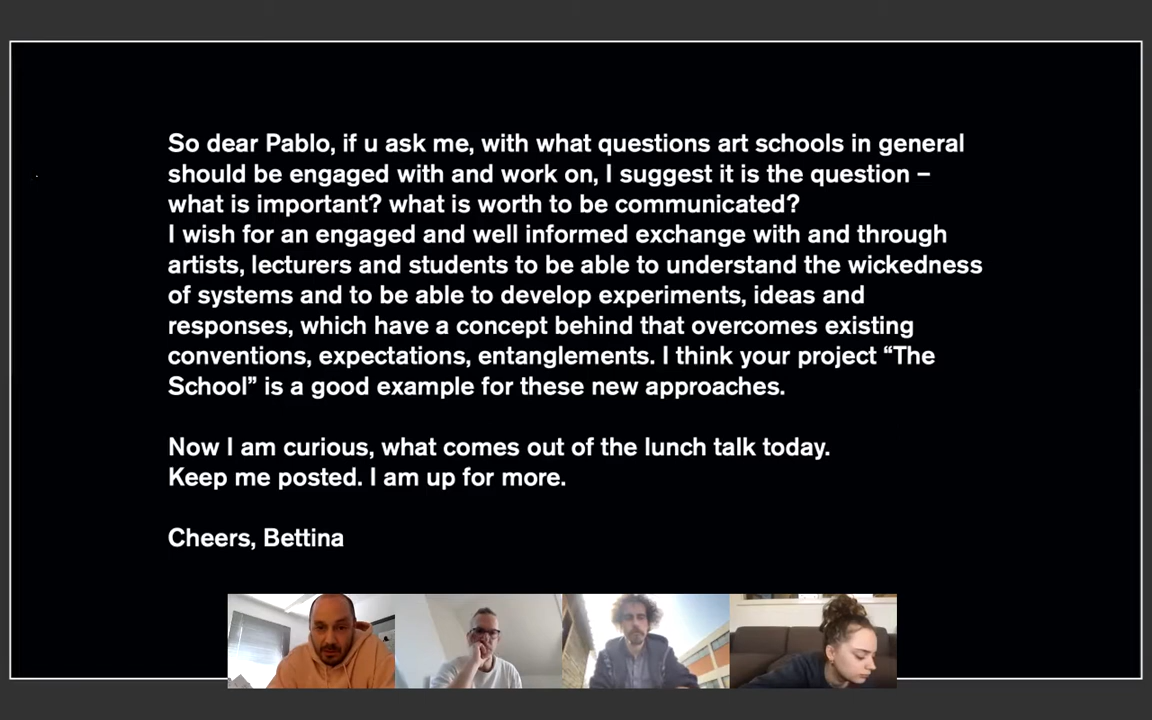 So dear Pablo, if u ask me, with what questions art schools in general
should be engaged with and work on, I suggest it is the question –
what is important? what is worth to be communicated?
I wish for an engaged and well informed exchange with and through
artists, lecturers and students to be able to understand the wickedness
of systems and to be able to develop experiments, ideas and
responses, which have a concept behind that overcomes existing
conventions, expectations, entanglements. I think your project “The
School” is a good example for these new approaches.
Now I am curious, what comes out of the lunch talk today.
Keep me posted. I am up for more.
Cheers, Bettina